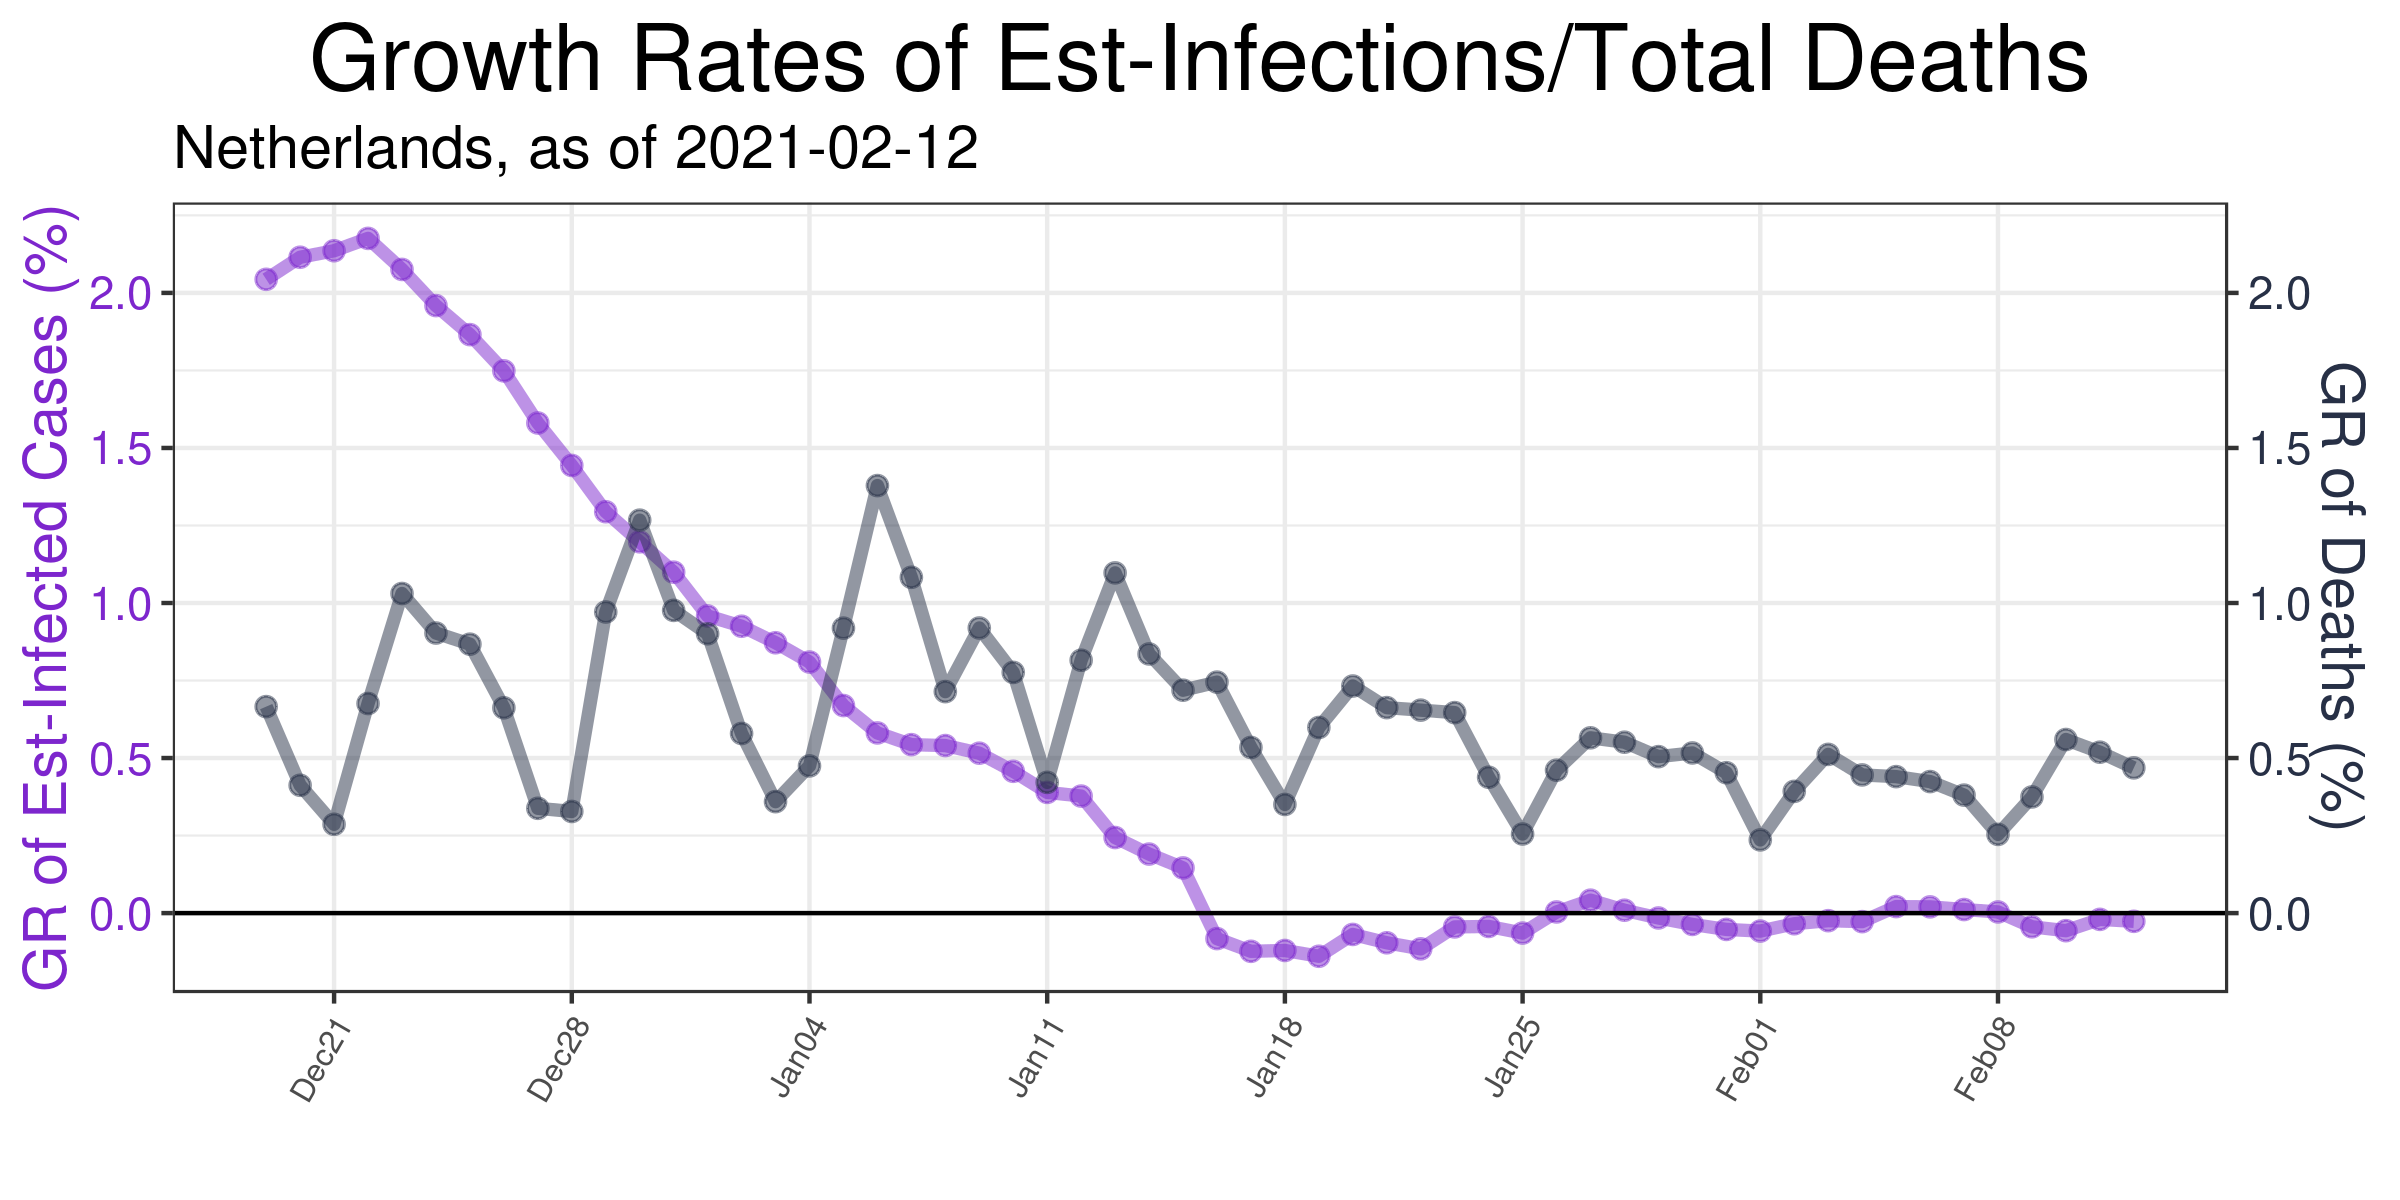 Growth Rates of Est-Infections/Total Deaths
Netherlands, as of 2021-02-12
GR of Est-Infected Cases (%)
2.0
1.5
1.0
0.5
0.0
2.0
1.5
1.0
0.5
0.0
GR of Deaths (%)
Dec21
Dec28
Jan04
Jan11
Jan18
Jan25
Feb01
Feb08